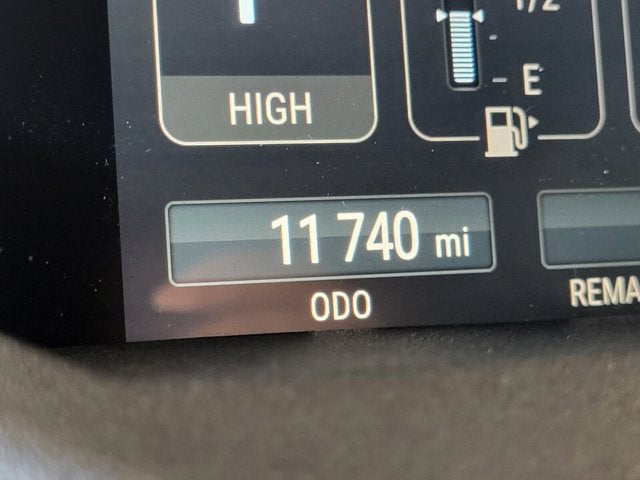 1/2
E
HIGH
11 740 mi
ODO
REMA